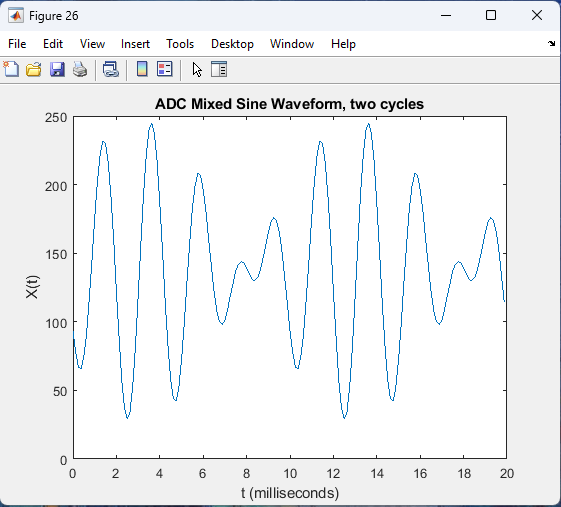 Figure 26
File Edit View Insert Tools Desktop Window Help
ADC Mixed Sine Waveform, two cycles
250
200
150
100
50
0
X(t)
0 2 4 6 8 10 12 14 16 18 20
t (milliseconds)